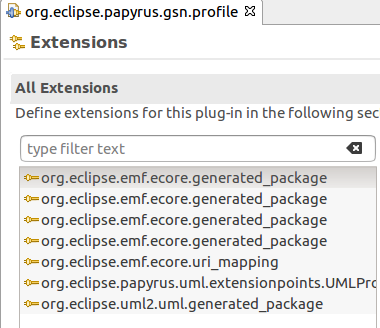 org.eclipse.papyrus.gsn.profile
Extensions
All Extensions
Define extensions for this plug-in in the following sec
type filter text
org.eclipse.emf.ecore.generated_package
org.eclipse.emf.ecore.generated_package
org.eclipse.emf.ecore.generated_package
org.eclipse.emf.ecore.generated_package
org.eclipse.emf.ecore.uri_mapping
org.eclipse.papyrus.uml.extensionpoints.UMLPro
org.eclipse.uml2.uml.generated_package